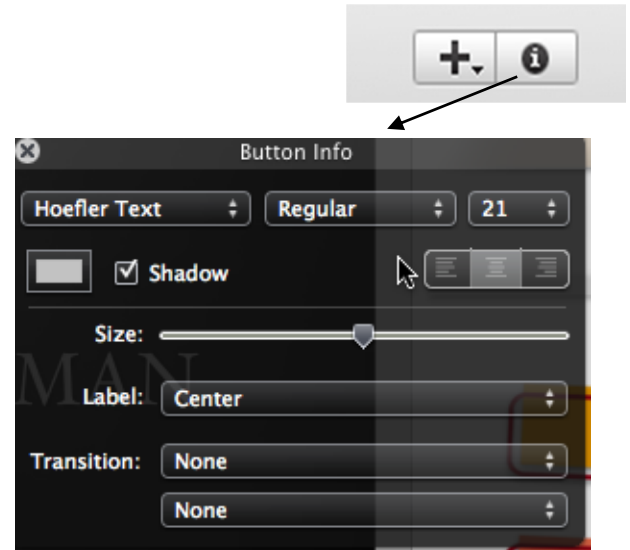 Button Info
Hoefler Text Regular 21
Shadow
Size:
MAN
Label: Center
Transition: None
None